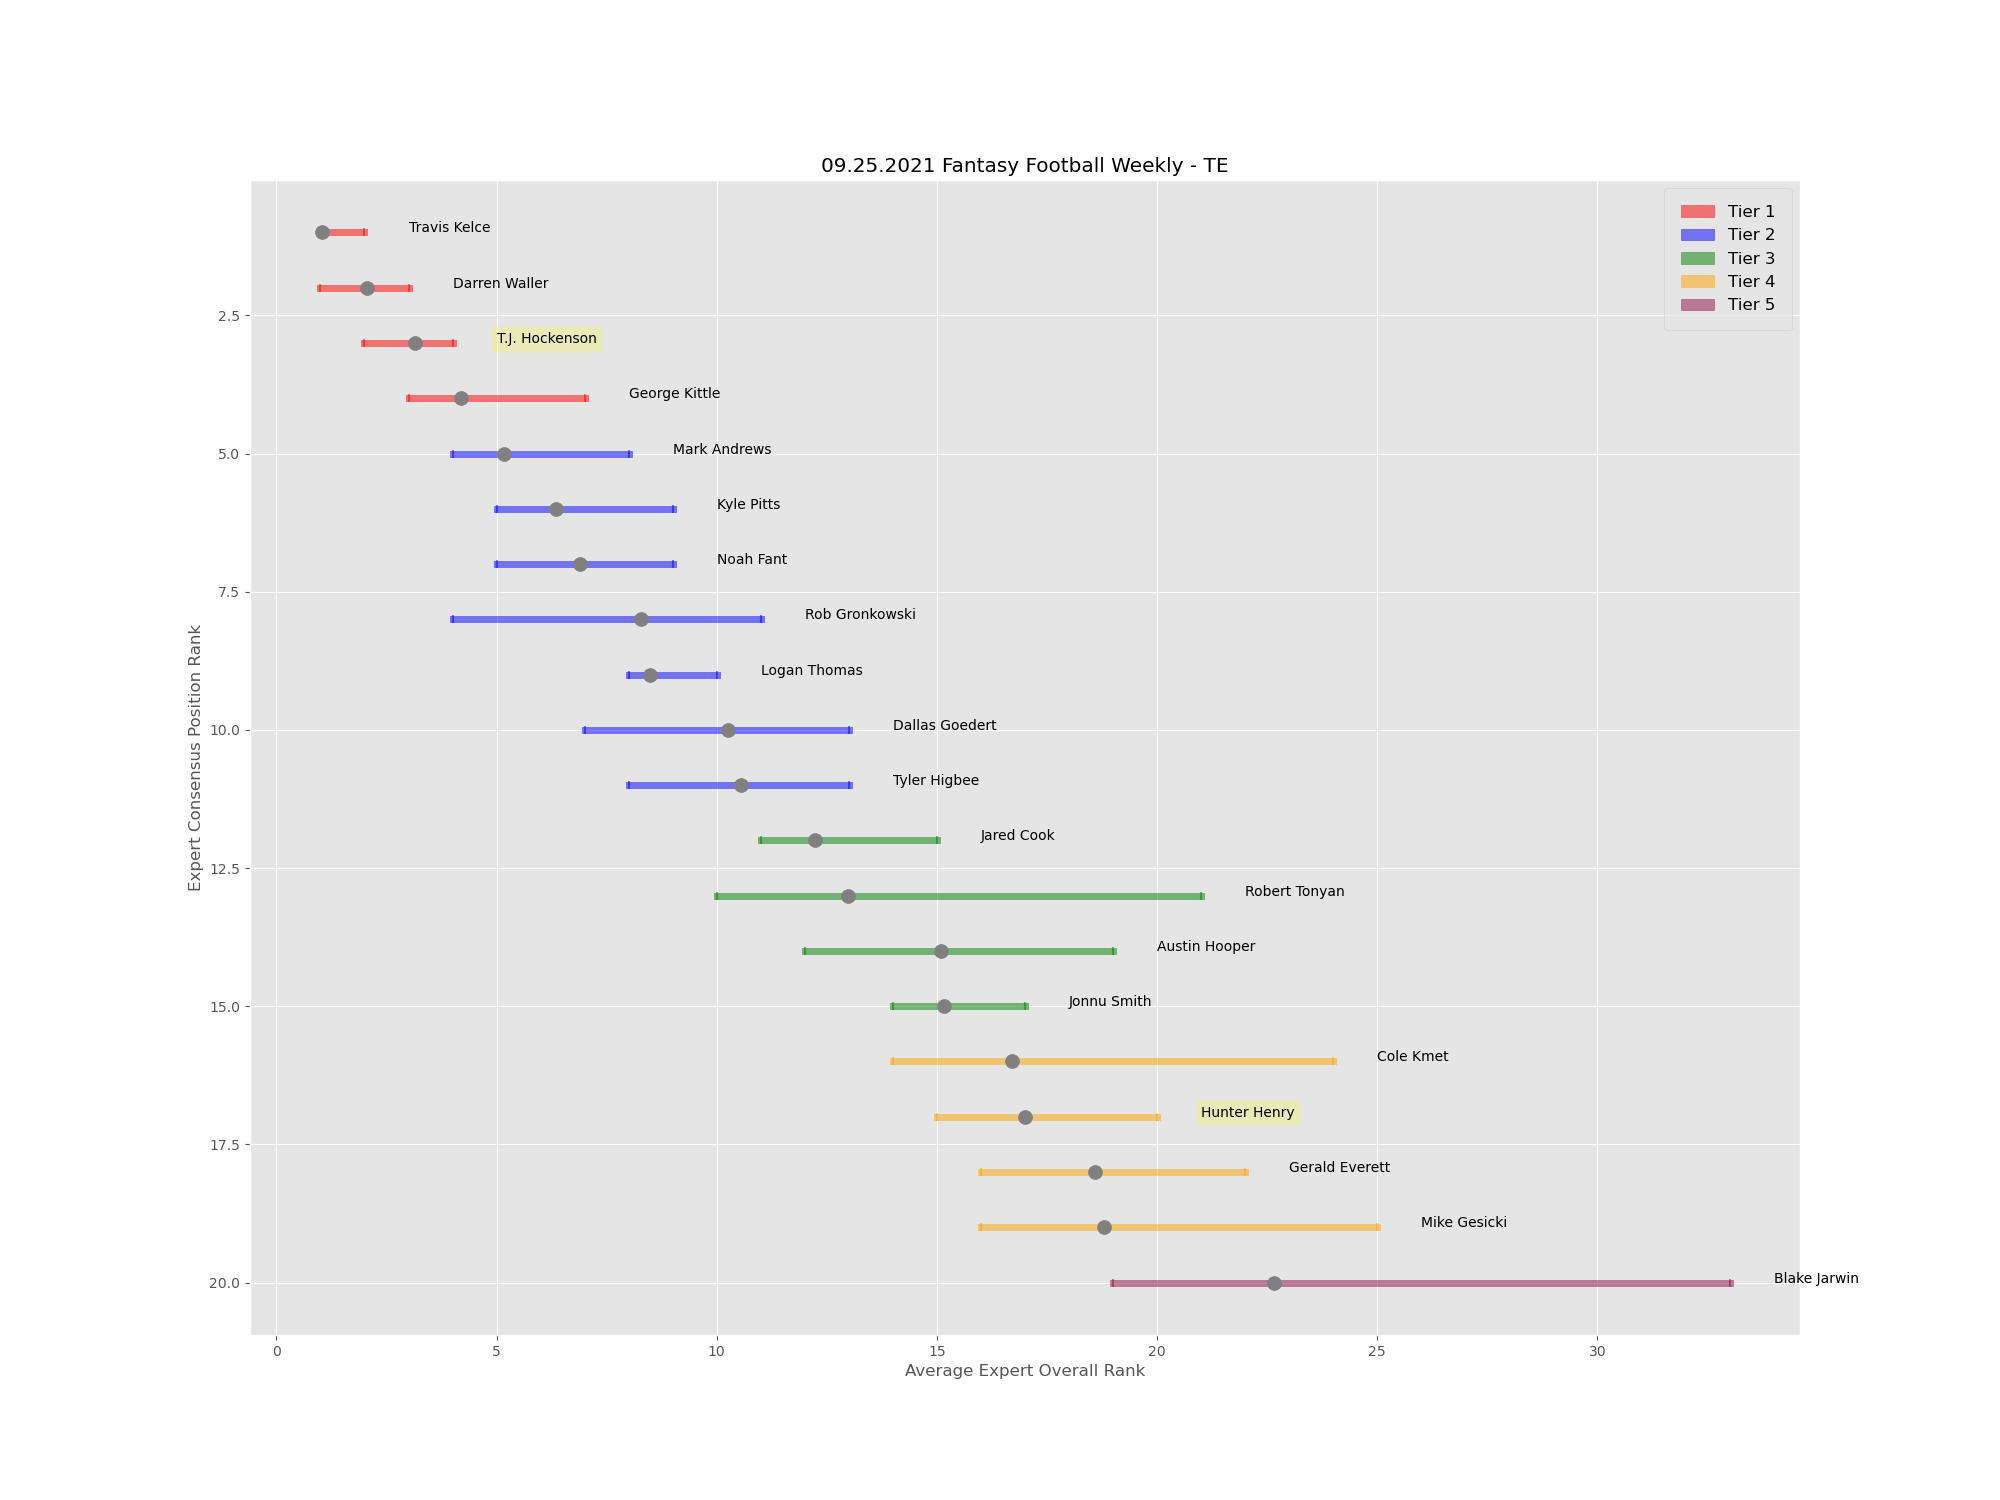 09.25.2021 Fantasy Football Weekly - TE
Tier 1
Tier 2
Tier 3
Tier 4
Tier 5
Travis Kelce
Darren Waller
T.J. Hockenson
George Kittle
Mark Andrews
Kyle Pitts
Noah Fant
Rob Gronkowski
Logan Thomas
Dallas Goedert
Tyler Higbee
Jared Cook
Robert Tonyan
Austin Hooper
Jonnu Smith
Cole Kmet
Hunter Henry
Gerald Everett
Mike Gesicki
Blake Jarwin
Expert Consensus Position Rank
2.5
5.0
7.5
10.0
12.5
15.0
17.5
20.0
0 5 10 15 20 25 30
Average Expert Overall Rank